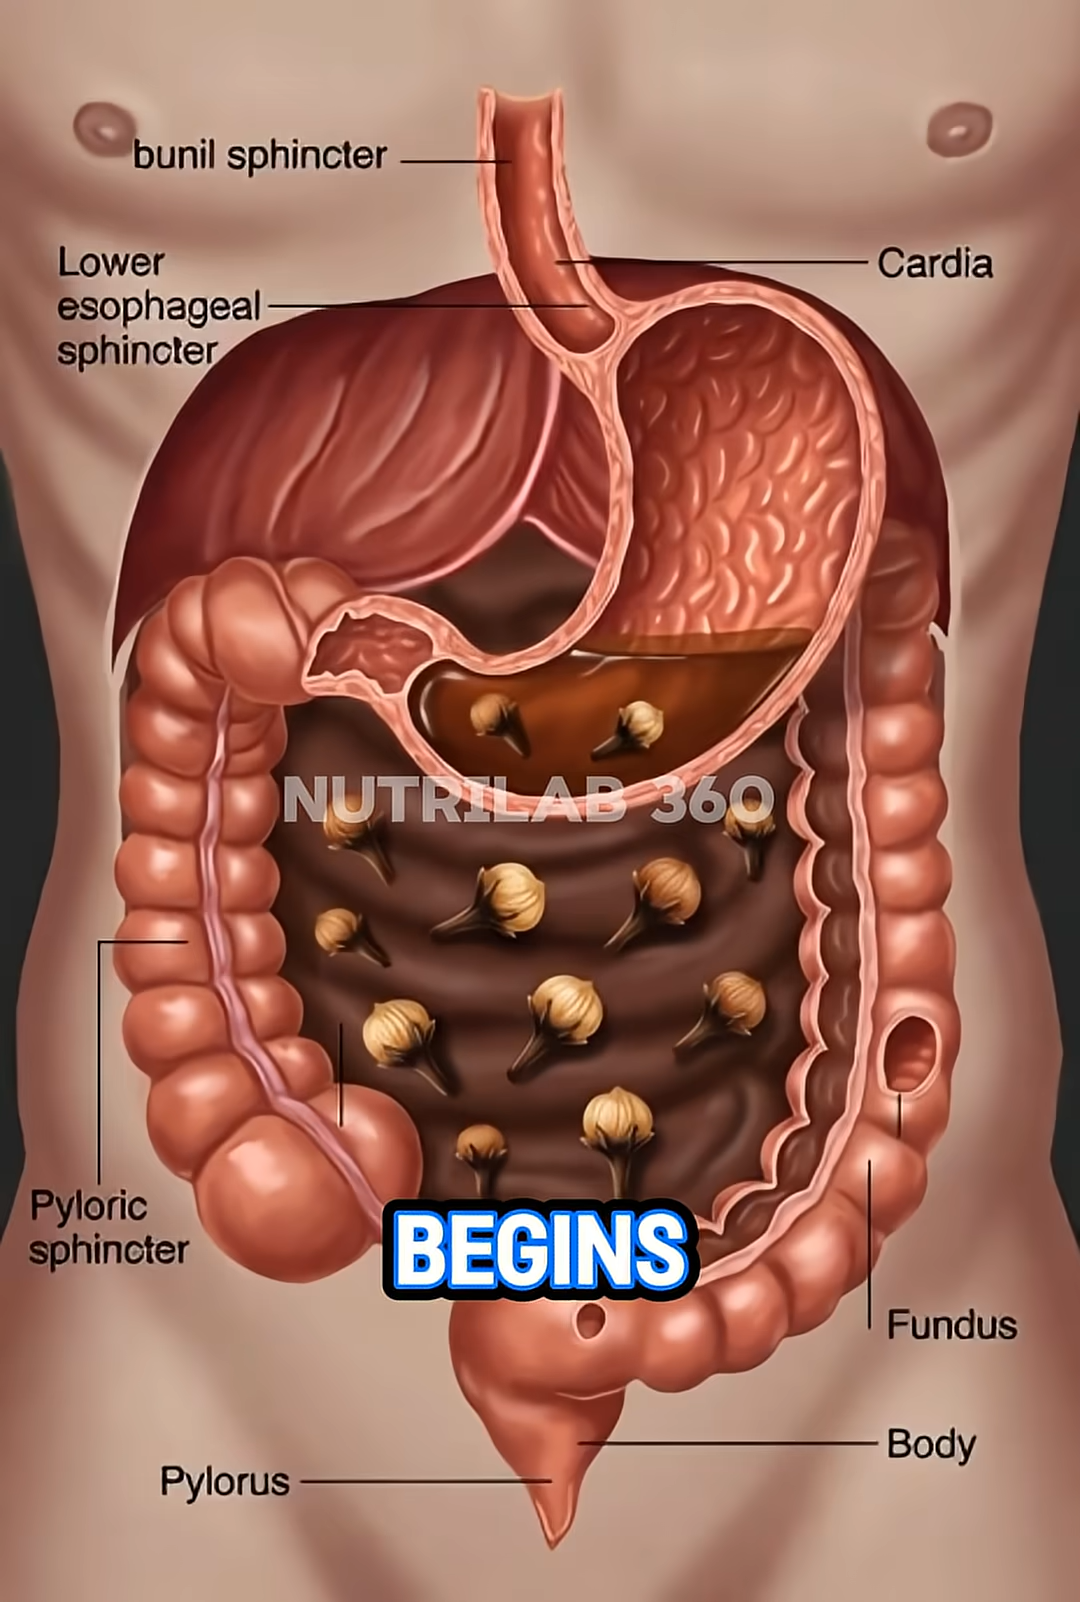 bunil sphincter
Lower
esophageal
sphincter
Cardia
NUTRILAB 360
Pyloric
sphincter
BEGINS
Fundus
Body
Pylorus